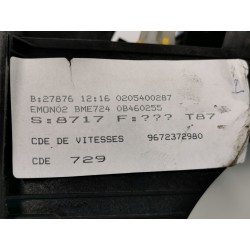 B:27876 12:16 0205400287
EMON02 BME724 0B460255
S:8717 F:??? T87
CDE DE VITESSES 9672372980
CDE 729